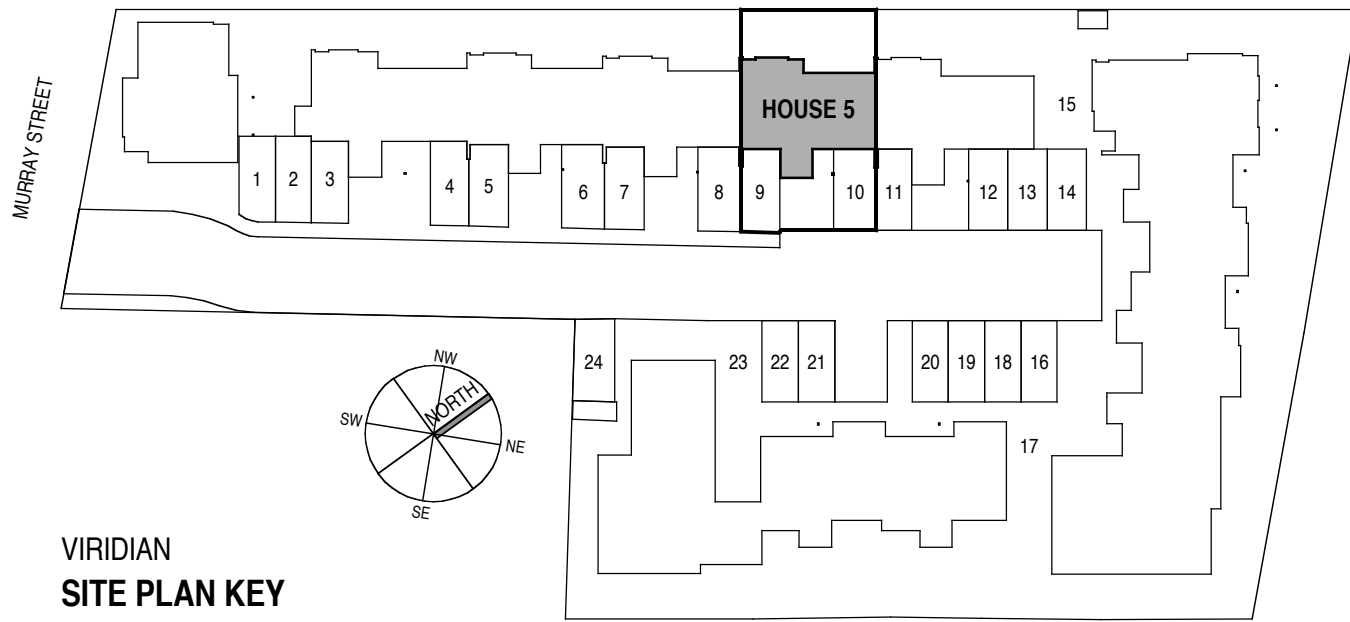 MURRAY STREET
HOUSE 5
15
1 2 3 4 5 6 7 8 9 10 11 12 13 14
24 23 22 21 20 19 18 16
17
NW
NORTH
SW
NE
SE
VIRIDIAN
SITE PLAN KEY